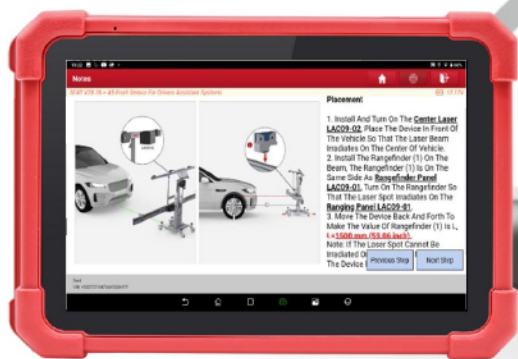 Notes
Placement
1. Install And Turn On The Center Laser
LAC09-02, Place The Device In Front Of
The Vehicle So That The Laser Beam
Irradiates On The Center Of Vehicle.
2. Install The Rangefinder (1) On The
Beam, The Rangefinder (1) Is On The
Same Side As Rangefinder Panel
LAC09-01, Turn On The Rangefinder So
That The Laser Spot Irradiates On The
Ranging Panel LAC09-01.
3. Move The Device Back And Forth To
Make The Value Of Rangefinder (1) Is L,
L=1500 mm (59.06 inch).
Note: If The Laser Spot Cannot Be
Irradiated
The Device
Previous Step
Next Step